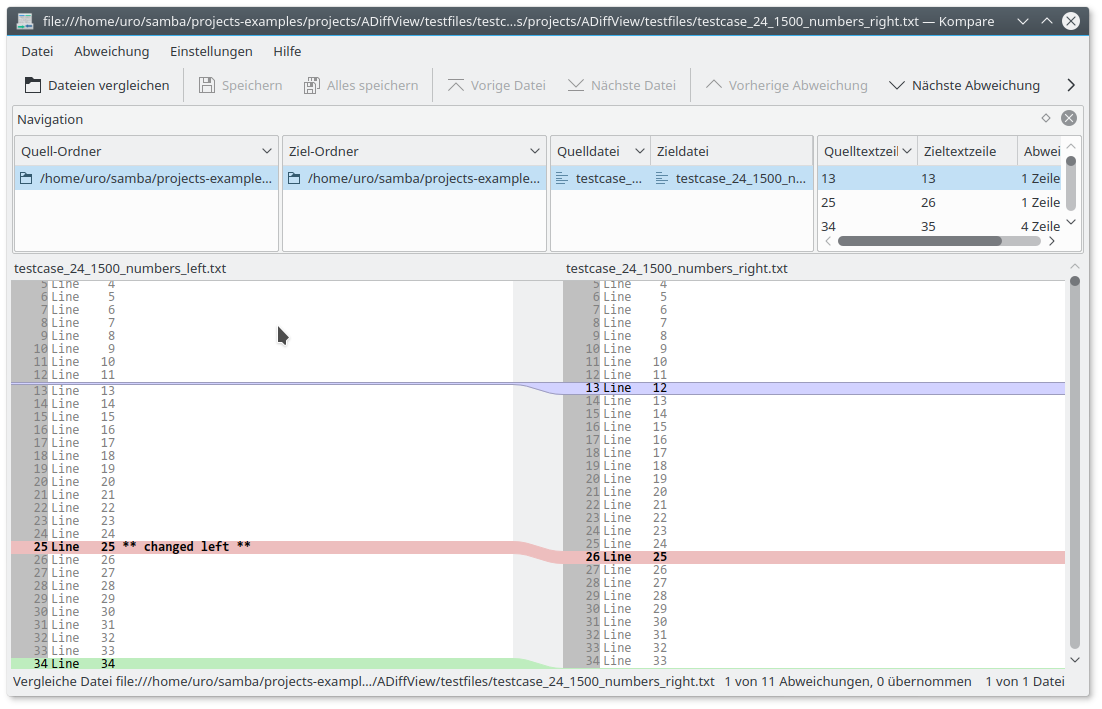 file:///home/uro/samba/projects-examples/projects/ADiffView/testfiles/testc...s/projects/ADiffView/testfiles/testcase_24_1500_numbers_right.txt — Kompare
Datei Abweichung Einstellungen Hilfe
Dateien vergleichen Speichern Alles speichern Vorige Datei Nächste Datei Vorherige Abweichung Nächste Abweichung
Navigation
Quell-Ordner Ziel-Ordner Quelldatei Zieldatei Quelltextzeil Zieltextzeile Abwei
/home/uro/samba/projects-example... /home/uro/samba/projects-example... testcase_... testcase_24_1500_n... 13 13 1 Zeile
25 26 1 Zeile
34 35 4 Zeile
testcase_24_1500_numbers_left.txt testcase_24_1500_numbers_right.txt
5 Line 4 5 Line 4
6 Line 5 6 Line 5
7 Line 6 7 Line 6
8 Line 7 8 Line 7
9 Line 8 9 Line 8
10 Line 9 10 Line 9
11 Line 10 11 Line 10
12 Line 11 12 Line 11
13 Line 13 13 Line 12
14 Line 14 14 Line 13
15 Line 15 15 Line 14
16 Line 16 16 Line 15
17 Line 17 17 Line 16
18 Line 18 18 Line 17
19 Line 19 19 Line 18
20 Line 20 20 Line 19
21 Line 21 21 Line 20
22 Line 22 22 Line 21
23 Line 23 23 Line 22
24 Line 24 24 Line 23
25 Line 25 ** changed left ** 25 Line 24
26 Line 26 26 Line 25
27 Line 27 27 Line 26
28 Line 28 28 Line 27
29 Line 29 29 Line 28
30 Line 30 30 Line 29
31 Line 31 31 Line 30
32 Line 32 32 Line 31
33 Line 33 33 Line 32
34 Line 34 34 Line 33
Vergleiche Datei file:///home/uro/samba/projects-exampl.../ADiffView/testfiles/testcase_24_1500_numbers_right.txt 1 von 11 Abweichungen, 0 übernommen 1 von 1 Datei